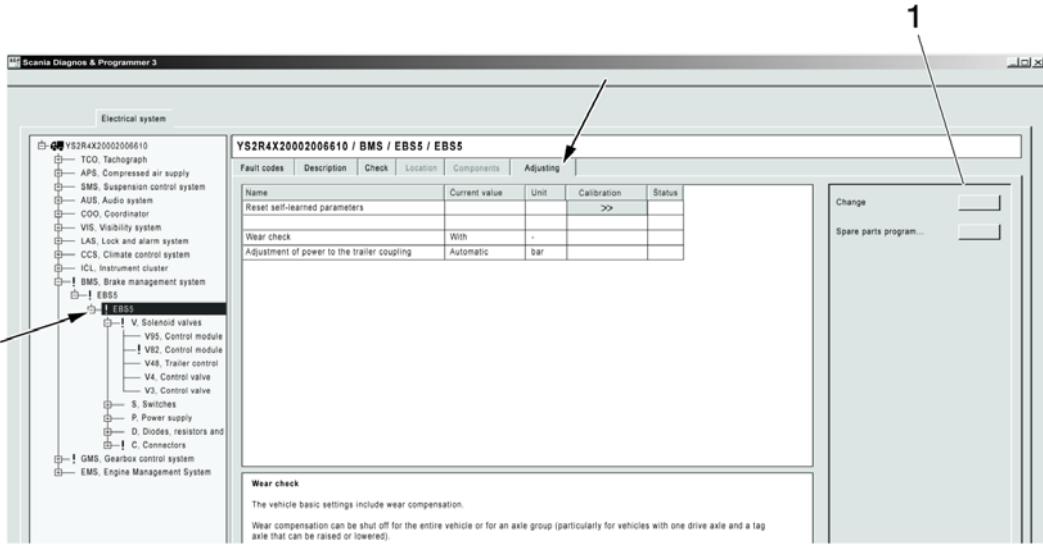 1
Scania Diagnos & Programmer 3
Electrical system
YS2R4X20002006610
TCO, Tachograph
APS, Compressed air supply
SMS, Suspension control system
AUS, Audio system
COO, Coordinator
VIS, Visibility system
LAS, Lock and alarm system
CCS, Climate control system
ICL, Instrument cluster
! BMS, Brake management system
! EBS5
! EBS5
! V, Solenoid valves
V95, Control module
! V82, Control module
V48, Trailer control
V4, Control valve
V3, Control valve
S, Switches
P, Power supply
D, Diodes, resistors and
! C, Connectors
! GMS, Gearbox control system
EMS, Engine Management System
YS2R4X20002006610 / BMS / EBS5 / EBS5
Fault codes Description Check Location Components Adjusting
Name Current value Unit Calibration Status
Reset self-learned parameters >>
Wear check With -
Adjustment of power to the trailer coupling Automatic bar
Wear check
The vehicle basic settings include wear compensation.
Wear compensation can be shut off for the entire vehicle or for an axle group (particularly for vehicles with one drive axle and a tag
axle that can be raised or lowered).
Change
Spare parts program...